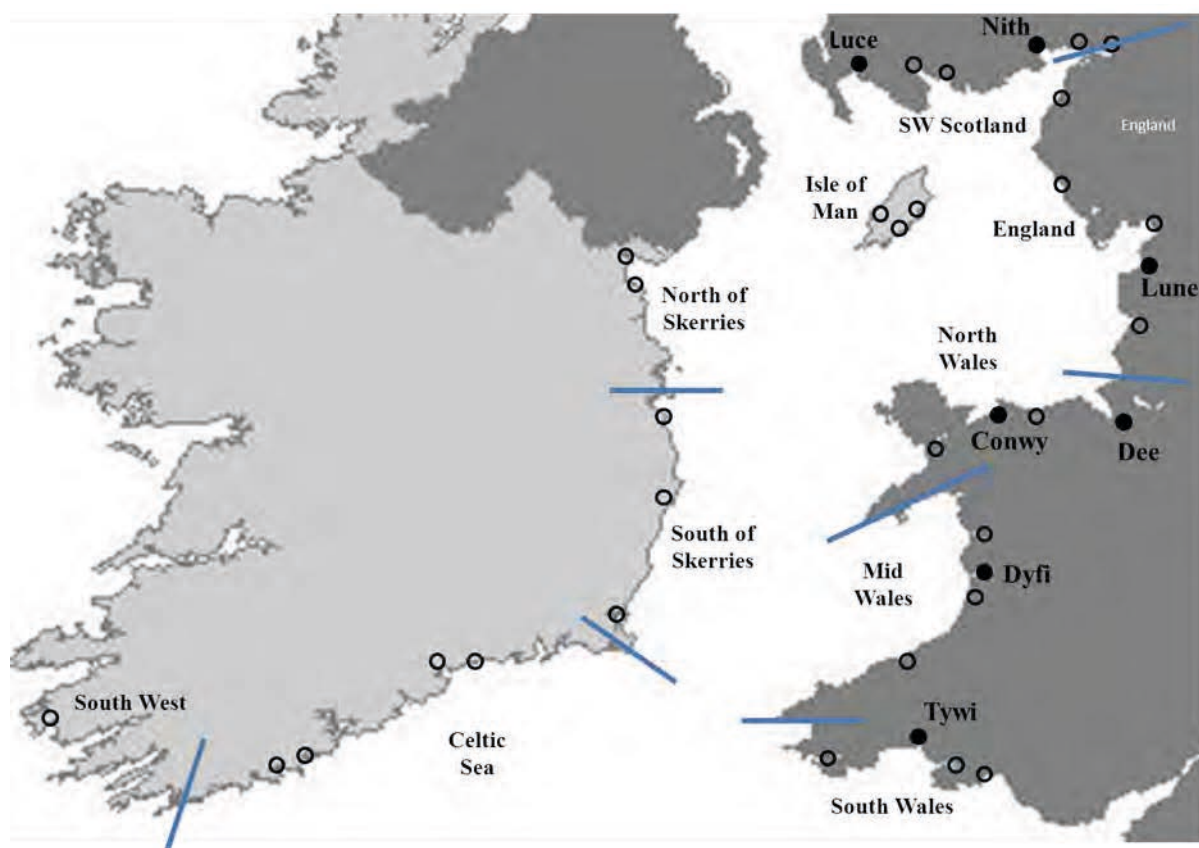 Luce
Nith
SW Scotland
England
Isle of
Man
England
Lune
North of
Skerries
North
Wales
Conwy
Dee
South of
Skerries
Mid
Wales
Dyfi
South West
Tywi
Celtic
Sea
South Wales